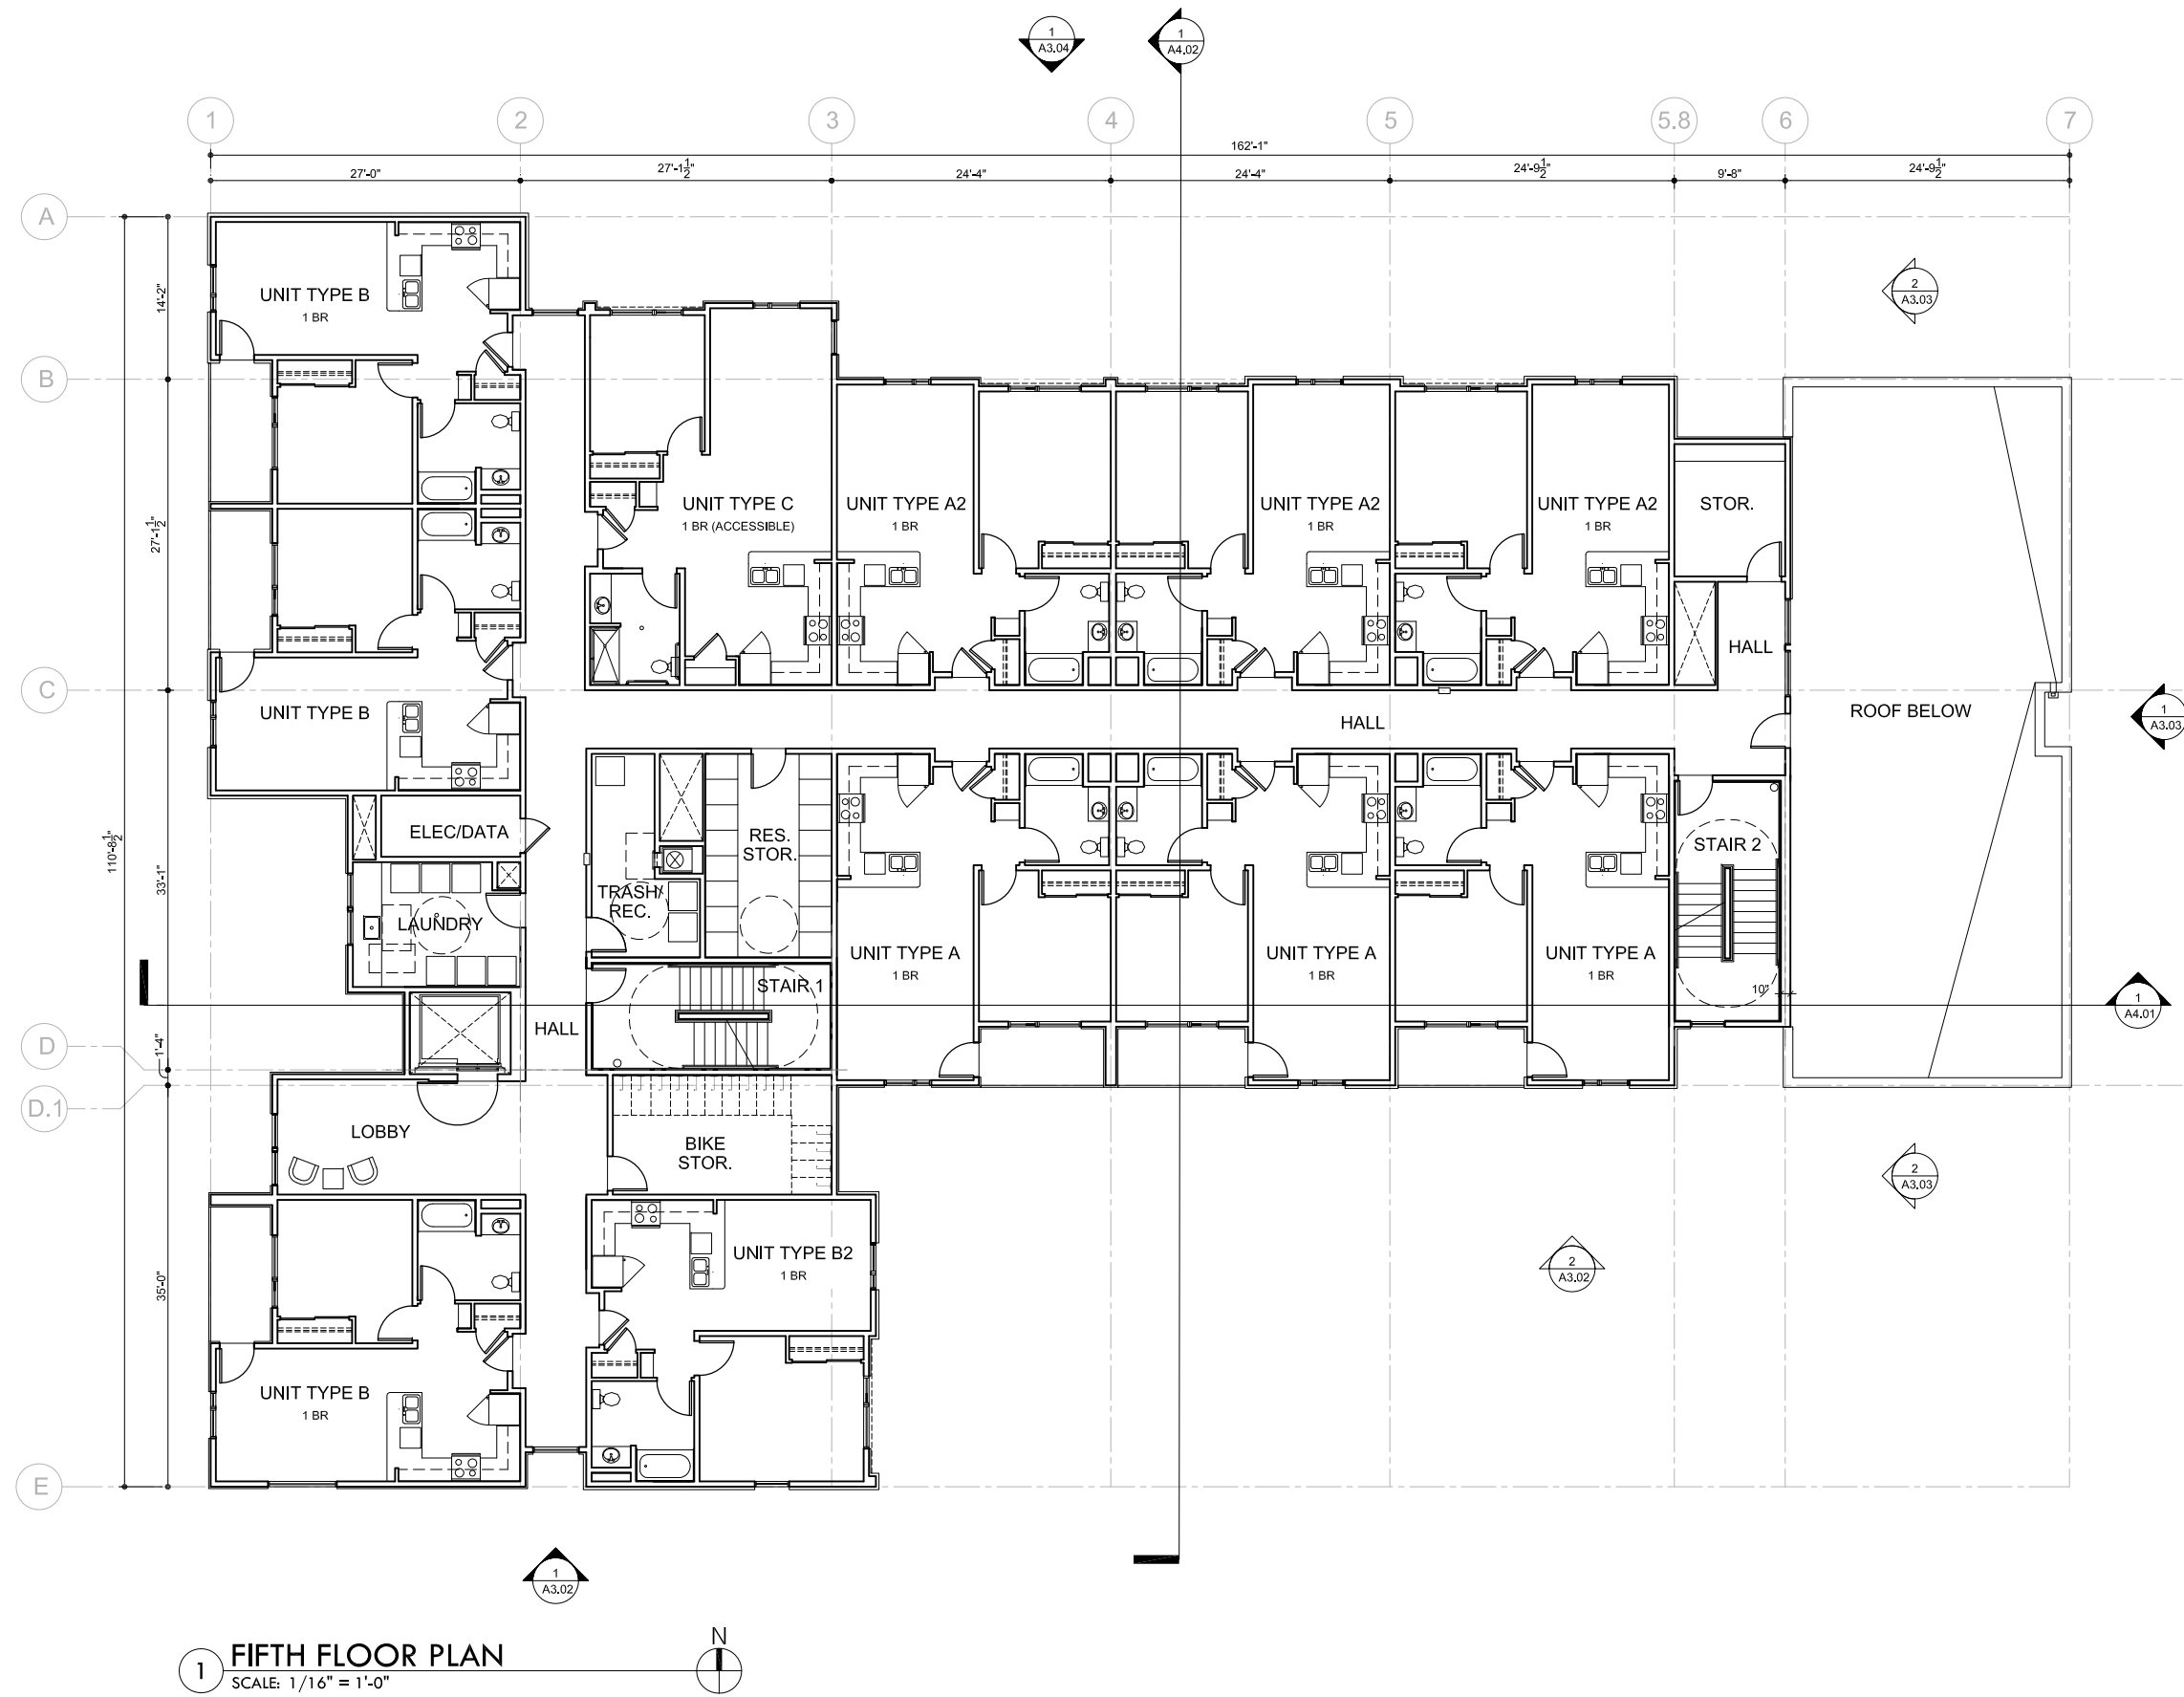 1
A3.04
1
A4.02
1
2
3
4
5
5.8
6
7
162'-1"
27'-0"
27'-1 1/2"
24'-4"
24'-4"
24'-9 1/2"
9'-8"
24'-9 1/2"
A
14'-2"
UNIT TYPE B
1 BR
2
A3.03
B
27'-1 1/2"
UNIT TYPE C
1 BR (ACCESSIBLE)
UNIT TYPE A2
1 BR
UNIT TYPE A2
1 BR
UNIT TYPE A2
1 BR
STOR.
HALL
C
UNIT TYPE B
HALL
ROOF BELOW
1
A3.03
110'-8 1/2"
33'-1"
ELEC/DATA
RES.
STOR.
STAIR 2
TRASH/
REC.
LAUNDRY
UNIT TYPE A
1 BR
UNIT TYPE A
1 BR
UNIT TYPE A
1 BR
STAIR 1
10"
1
A4.01
HALL
D
1'-4"
D.1
LOBBY
BIKE
STOR.
2
A3.03
35'-0"
UNIT TYPE B2
1 BR
2
A3.02
UNIT TYPE B
1 BR
E
1
A3.02
N
1
FIFTH FLOOR PLAN
SCALE: 1/16" = 1'-0"